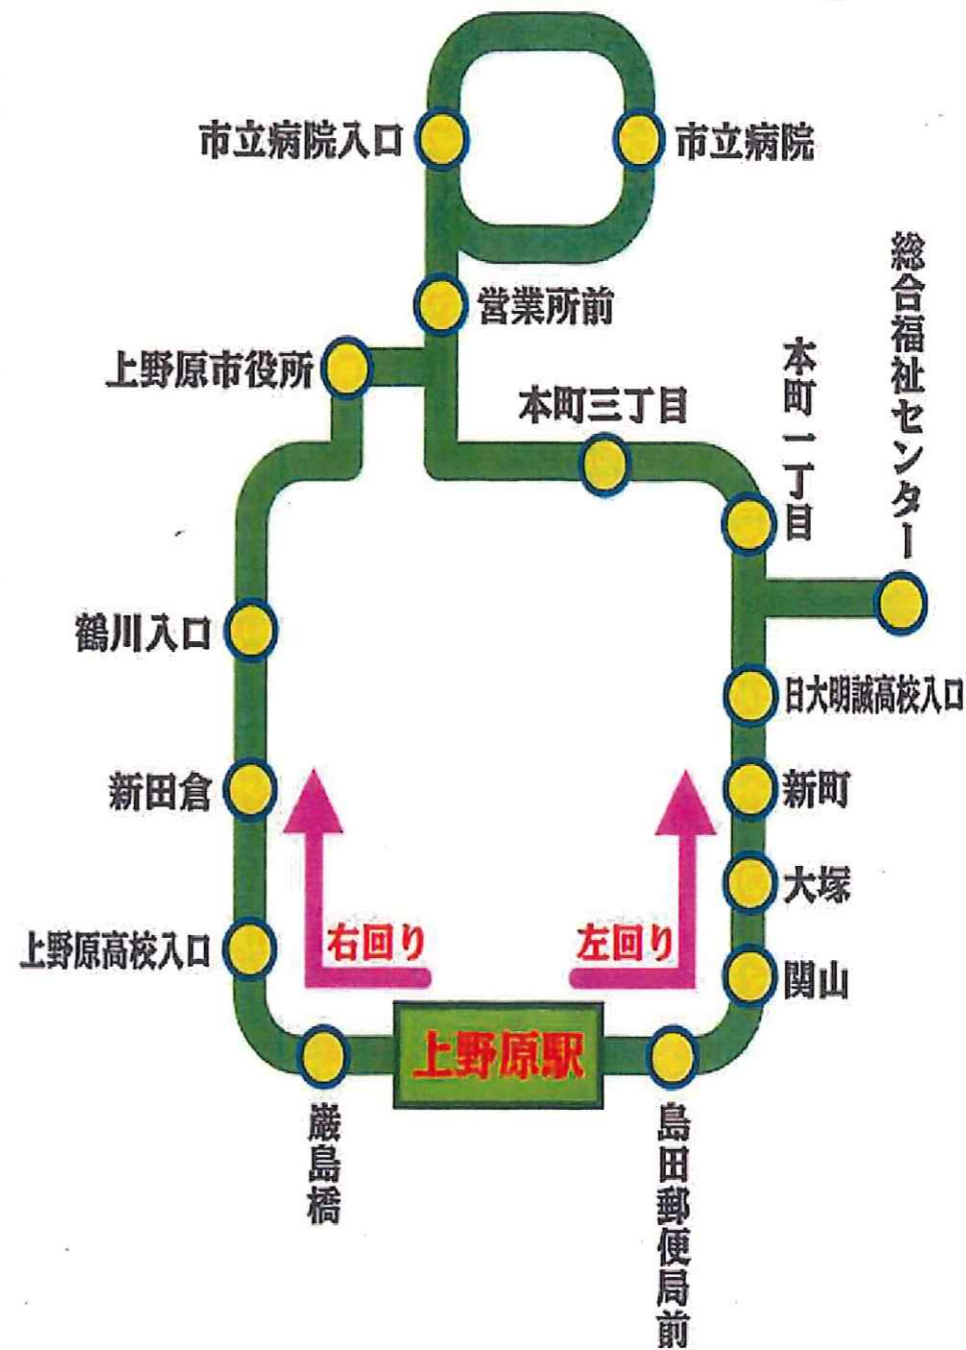 市立病院入口
市立病院
総合福祉センター
営業所前
本町一丁目
上野原市役所
本町三丁目
鶴川入口
日大明誠高校入口
新田倉
新町
大塚
右回り
左回り
上野原高校入口
関山
上野原駅
巌島橋
島田郵便局前